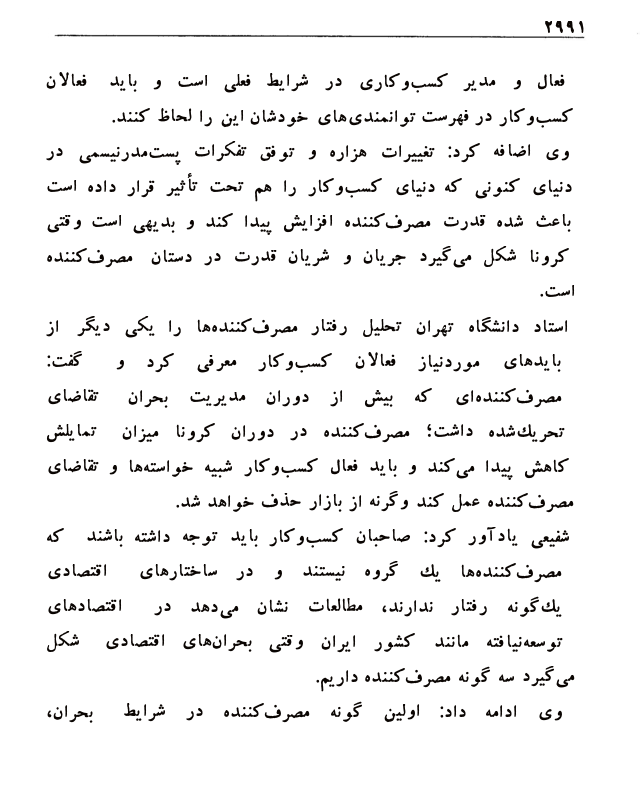 ۲۹۹۱
فعال و مدیر کسب‌وکاری در شرایط فعلی است و باید فعالان
کسب‌وکار در فهرست توانمندی‌های خودشان این را لحاظ کنند.
وی اضافه کرد: تغییرات هزاره و توفق تفکرات پست‌مدرنیسمی در
دنیای کنونی که دنیای کسب‌وکار را هم تحت تأثیر قرار داده است
باعث شده قدرت مصرف‌کننده افزایش پیدا کند و بدیهی است وقتی
کرونا شکل می‌گیرد جریان و شریان قدرت در دستان مصرف‌کننده
است.
استاد دانشگاه تهران تحلیل رفتار مصرف‌کننده‌ها را یکی دیگر از
بایدهای موردنیاز فعالان کسب‌وکار معرفی کرد و گفت:
مصرف‌کننده‌ای که بیش از دوران مدیریت بحران تقاضای
تحریك‌شده داشت؛ مصرف‌کننده در دوران کرونا میزان تمایلش
کاهش پیدا می‌کند و باید فعال کسب‌وکار شبیه خواسته‌ها و تقاضای
مصرف‌کننده عمل کند وگرنه از بازار حذف خواهد شد.
شفیعی یادآور کرد: صاحبان کسب‌وکار باید توجه داشته باشند که
مصرف‌کننده‌ها یك گروه نیستند و در ساختارهای اقتصادی
یك‌گونه رفتار ندارند، مطالعات نشان می‌دهد در اقتصادهای
توسعه‌نیافته مانند کشور ایران وقتی بحران‌های اقتصادی شکل
می‌گیرد سه گونه مصرف‌کننده داریم.
وی ادامه داد: اولین گونه مصرف‌کننده در شرایط بحران،